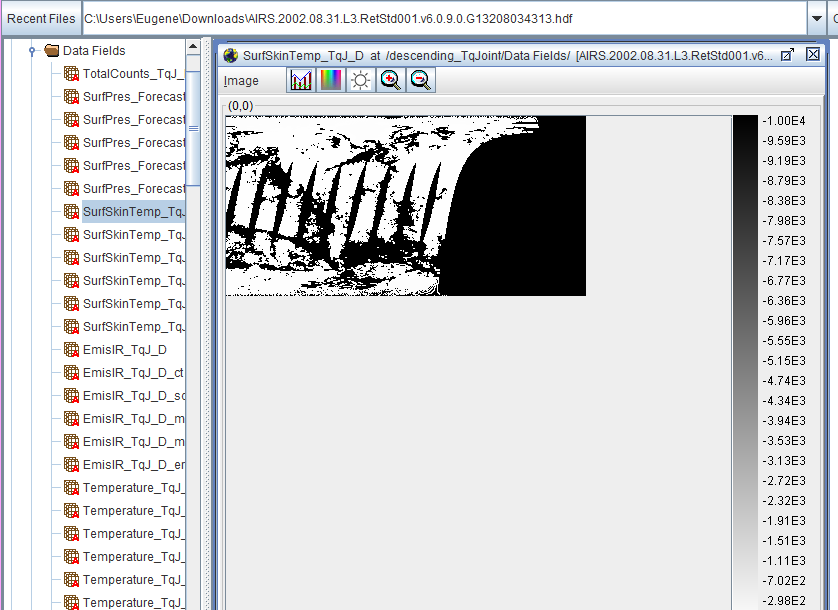 Recent Files
C:\Users\Eugene\Downloads\AIRS.2002.08.31.L3.RetStd001.v6.0.9.0.G13208034313.hdf
Data Fields
TotalCounts_TqJ_
SurfPres_Forecast
SurfPres_Forecast
SurfPres_Forecast
SurfPres_Forecast
SurfPres_Forecast
SurfSkinTemp_TqJ
SurfSkinTemp_TqJ
SurfSkinTemp_TqJ
SurfSkinTemp_TqJ
SurfSkinTemp_TqJ
SurfSkinTemp_TqJ
EmisIR_TqJ_D
EmisIR_TqJ_D_ct
EmisIR_TqJ_D_sd
EmisIR_TqJ_D_m
EmisIR_TqJ_D_m
EmisIR_TqJ_D_er
Temperature_TqJ_
Temperature_TqJ_
Temperature_TqJ_
Temperature_TqJ_
Temperature_TqJ_
Temperature_TqJ_
SurfSkinTemp_TqJ_D at /descending_TqJoint/Data Fields/ [AIRS.2002.08.31.L3.RetStd001.v6...
Image
(0,0)
-1.00E4
-9.59E3
-9.19E3
-8.79E3
-8.38E3
-7.98E3
-7.57E3
-7.17E3
-6.77E3
-6.36E3
-5.96E3
-5.55E3
-5.15E3
-4.74E3
-4.34E3
-3.94E3
-3.53E3
-3.13E3
-2.72E3
-2.32E3
-1.91E3
-1.51E3
-1.11E3
-7.02E2
-2.98E2